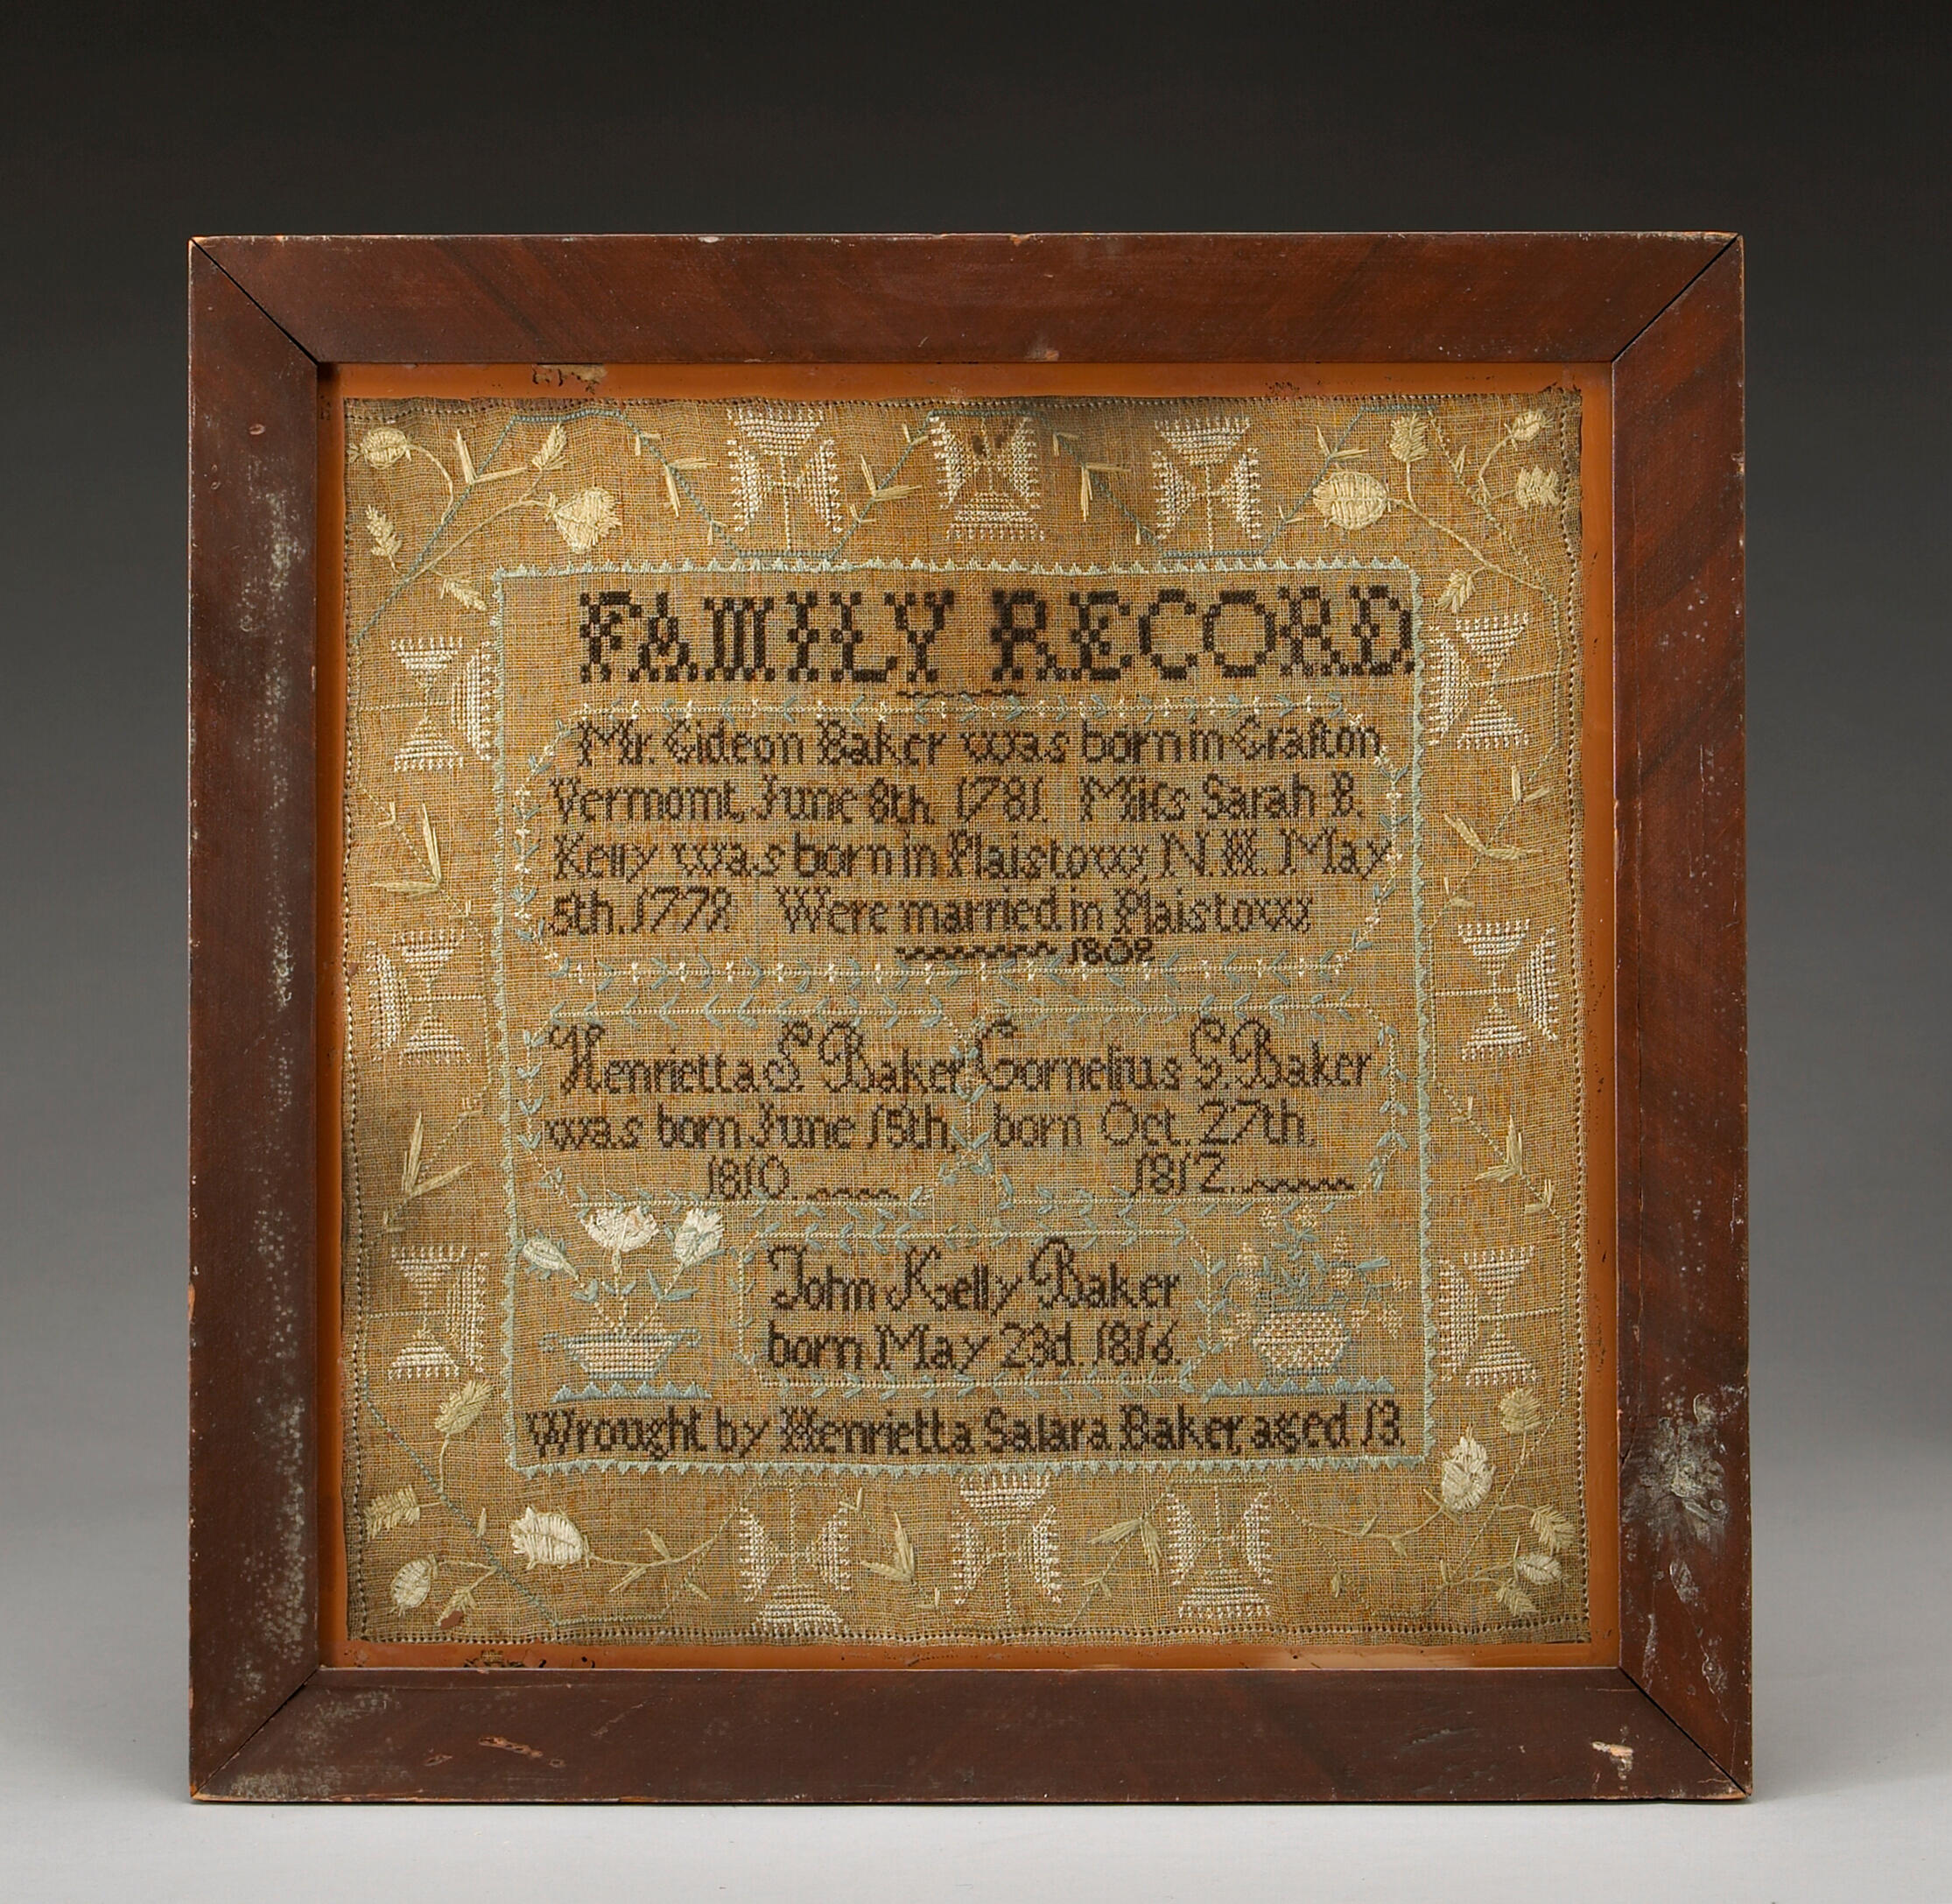 FAMILY RECORD.
Mr. Gideon Baker was born in Grafton
Vermomt, June 8th. 1781. Miss Sarah B.
Kelly was born in Plaistow, N.H. May
5th. 1779. Were married in Plaistow,
1802
Henrietta S. Baker
was born June 15th,
1810.
Cornelius G. Baker
born Oct. 27th.
1812.
John Kelly Baker
born May 23d. 1816.
Wrought by Henrietta Salara Baker, aged 13.